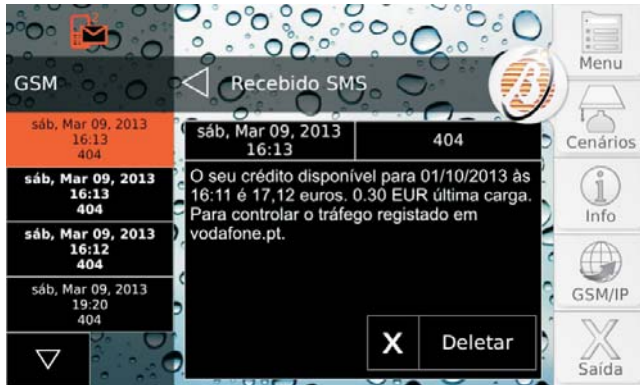 GSM
Recebido SMS
Menu
Cenários
Info
GSM/IP
Saída
sáb, Mar 09, 2013
16:13
404
sáb, Mar 09, 2013
16:13
404
sáb, Mar 09, 2013
16:12
404
sáb, Mar 09, 2013
19:20
404
sáb, Mar 09, 2013
16:13
404
O seu crédito disponível para 01/10/2013 às
16:11 é 17,12 euros. 0.30 EUR última carga.
Para controlar o tráfego registado em
vodafone.pt.
X
Deletar